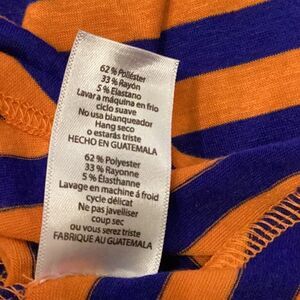 62 % Poliéster
33 % Rayón
5 % Elastano
Lavar a máquina en frio
ciclo suave
No usa blanqueador
Hang seco
o estarás triste
HECHO EN GUATEMALA
62 % Polyester
33 % Rayonne
5 % Élasthanne
Lavage en machine á froid
cycle délicat
Ne pas javelliser
coup sec
ou vous serez triste
FABRIQUE AU GUATEMALA